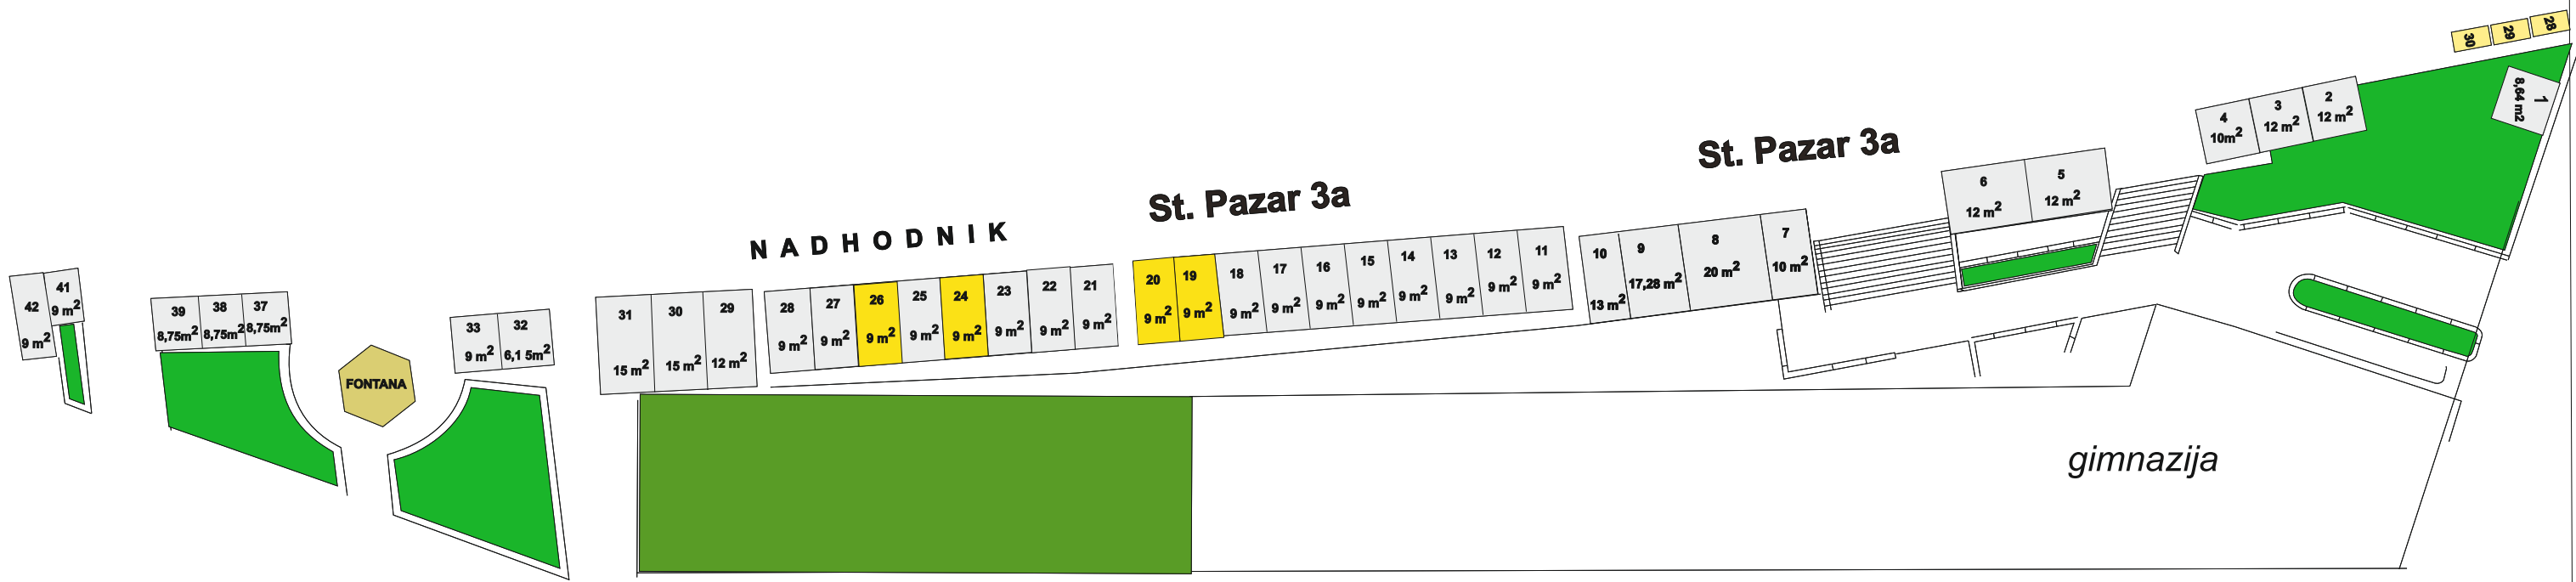 42
9 m²
41
9 m²
39
8,75m²
38
8,75m²
37
8,75m²
FONTANA
33
9 m²
32
6,1 5m²
31
15 m²
30
15 m²
29
12 m²
NADHODNIK
28
9 m²
27
9 m²
26
9 m²
25
9 m²
24
9 m²
23
9 m²
22
9 m²
21
9 m²
St. Pazar 3a
20
9 m²
19
9 m²
18
9 m²
17
9 m²
16
9 m²
15
9 m²
14
9 m²
13
9 m²
12
9 m²
11
9 m²
St. Pazar 3a
10
13 m²
9
17,28 m²
8
20 m²
7
10 m²
6
12 m²
5
12 m²
4
10m²
3
12 m²
2
12 m²
1
8,64 m2
30
29
28
gimnazija